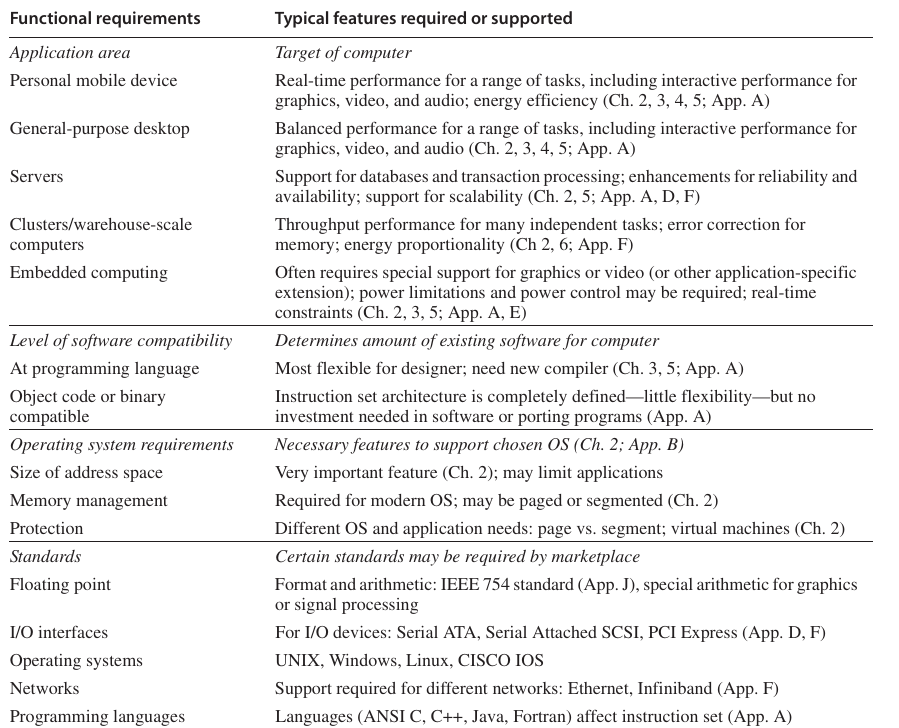 Functional requirements Typical features required or supported
Application area Target of computer
Personal mobile device Real-time performance for a range of tasks, including interactive performance for
graphics, video, and audio; energy efficiency (Ch. 2, 3, 4, 5; App. A)
General-purpose desktop Balanced performance for a range of tasks, including interactive performance for
graphics, video, and audio (Ch. 2, 3, 4, 5; App. A)
Servers Support for databases and transaction processing; enhancements for reliability and
availability; support for scalability (Ch. 2, 5; App. A, D, F)
Clusters/warehouse-scale Throughput performance for many independent tasks; error correction for
computers memory; energy proportionality (Ch 2, 6; App. F)
Embedded computing Often requires special support for graphics or video (or other application-specific
extension); power limitations and power control may be required; real-time
constraints (Ch. 2, 3, 5; App. A, E)
Level of software compatibility Determines amount of existing software for computer
At programming language Most flexible for designer; need new compiler (Ch. 3, 5; App. A)
Object code or binary Instruction set architecture is completely defined—little flexibility—but no
compatible investment needed in software or porting programs (App. A)
Operating system requirements Necessary features to support chosen OS (Ch. 2; App. B)
Size of address space Very important feature (Ch. 2); may limit applications
Memory management Required for modern OS; may be paged or segmented (Ch. 2)
Protection Different OS and application needs: page vs. segment; virtual machines (Ch. 2)
Standards Certain standards may be required by marketplace
Floating point Format and arithmetic: IEEE 754 standard (App. J), special arithmetic for graphics
or signal processing
I/O interfaces For I/O devices: Serial ATA, Serial Attached SCSI, PCI Express (App. D, F)
Operating systems UNIX, Windows, Linux, CISCO IOS
Networks Support required for different networks: Ethernet, Infiniband (App. F)
Programming languages Languages (ANSI C, C++, Java, Fortran) affect instruction set (App. A)